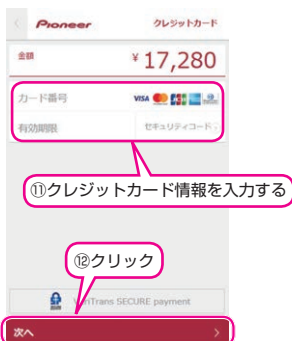 Pioneer クレジットカード
金額 ¥ 17,280
カード番号 VISA
有効期限 セキュリティコード
⑪クレジットカード情報を入力する
⑫クリック
VeriTrans SECURE payment
次へ